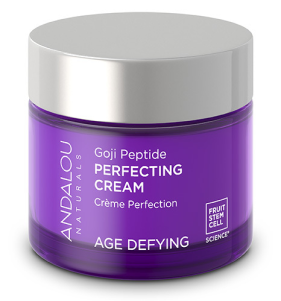 ANDALOU
NATURALS
Goji Peptide
PERFECTING
CREAM
Crème Perfection
FRUIT
STEM
CELL
SCIENCE®
AGE DEFYING